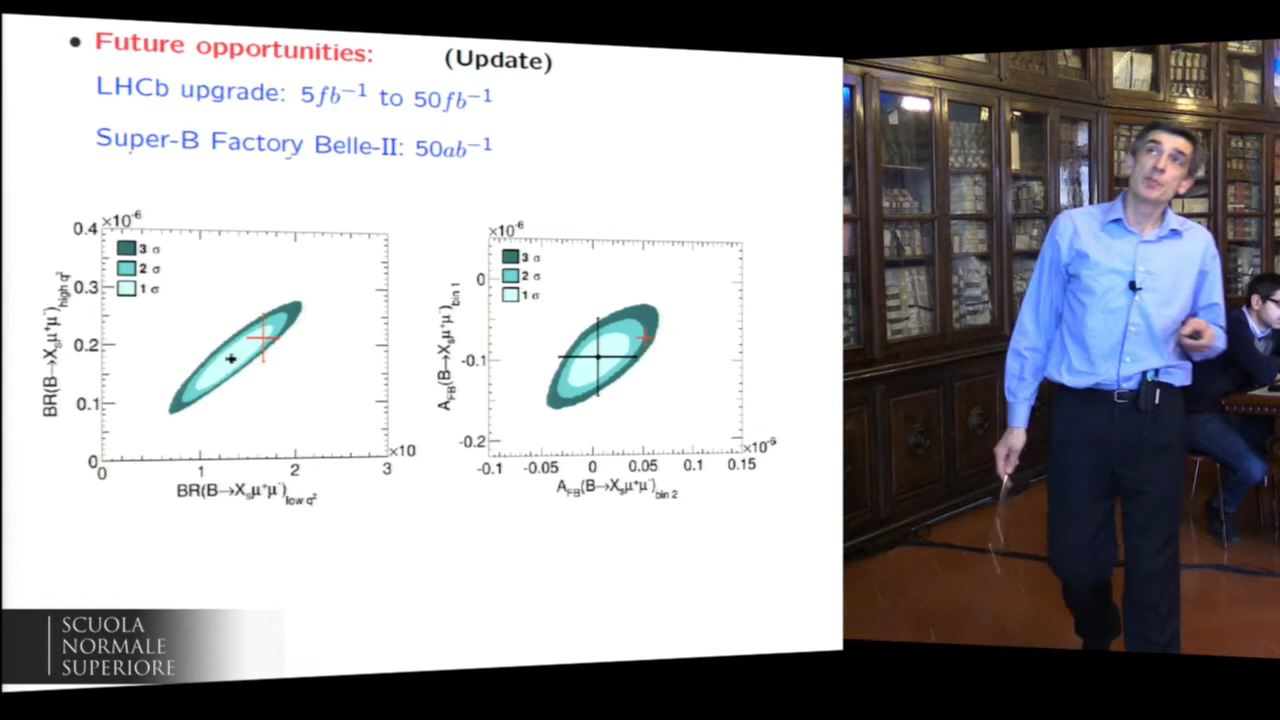 • Future opportunities: (Update)
LHCb upgrade: 5fb⁻¹ to 50fb⁻¹
Super-B Factory Belle-II: 50ab⁻¹
×10⁻⁶
0.4
3 σ
2 σ
1 σ
0.3
0.2
0.1
0
BR(B→Xₛμ⁺μ⁻)high q²
0 1 2 3
×10
BR(B→Xₛμ⁺μ⁻)low q²
×10⁻⁶
3 σ
2 σ
1 σ
0
-0.1
-0.2
A_FB(B→Xₛμ⁺μ⁻)bin 1
-0.1 -0.05 0 0.05 0.1 0.15
×10⁻⁶
A_FB(B→Xₛμ⁺μ⁻)bin 2
SCUOLA
NORMALE
SUPERIORE